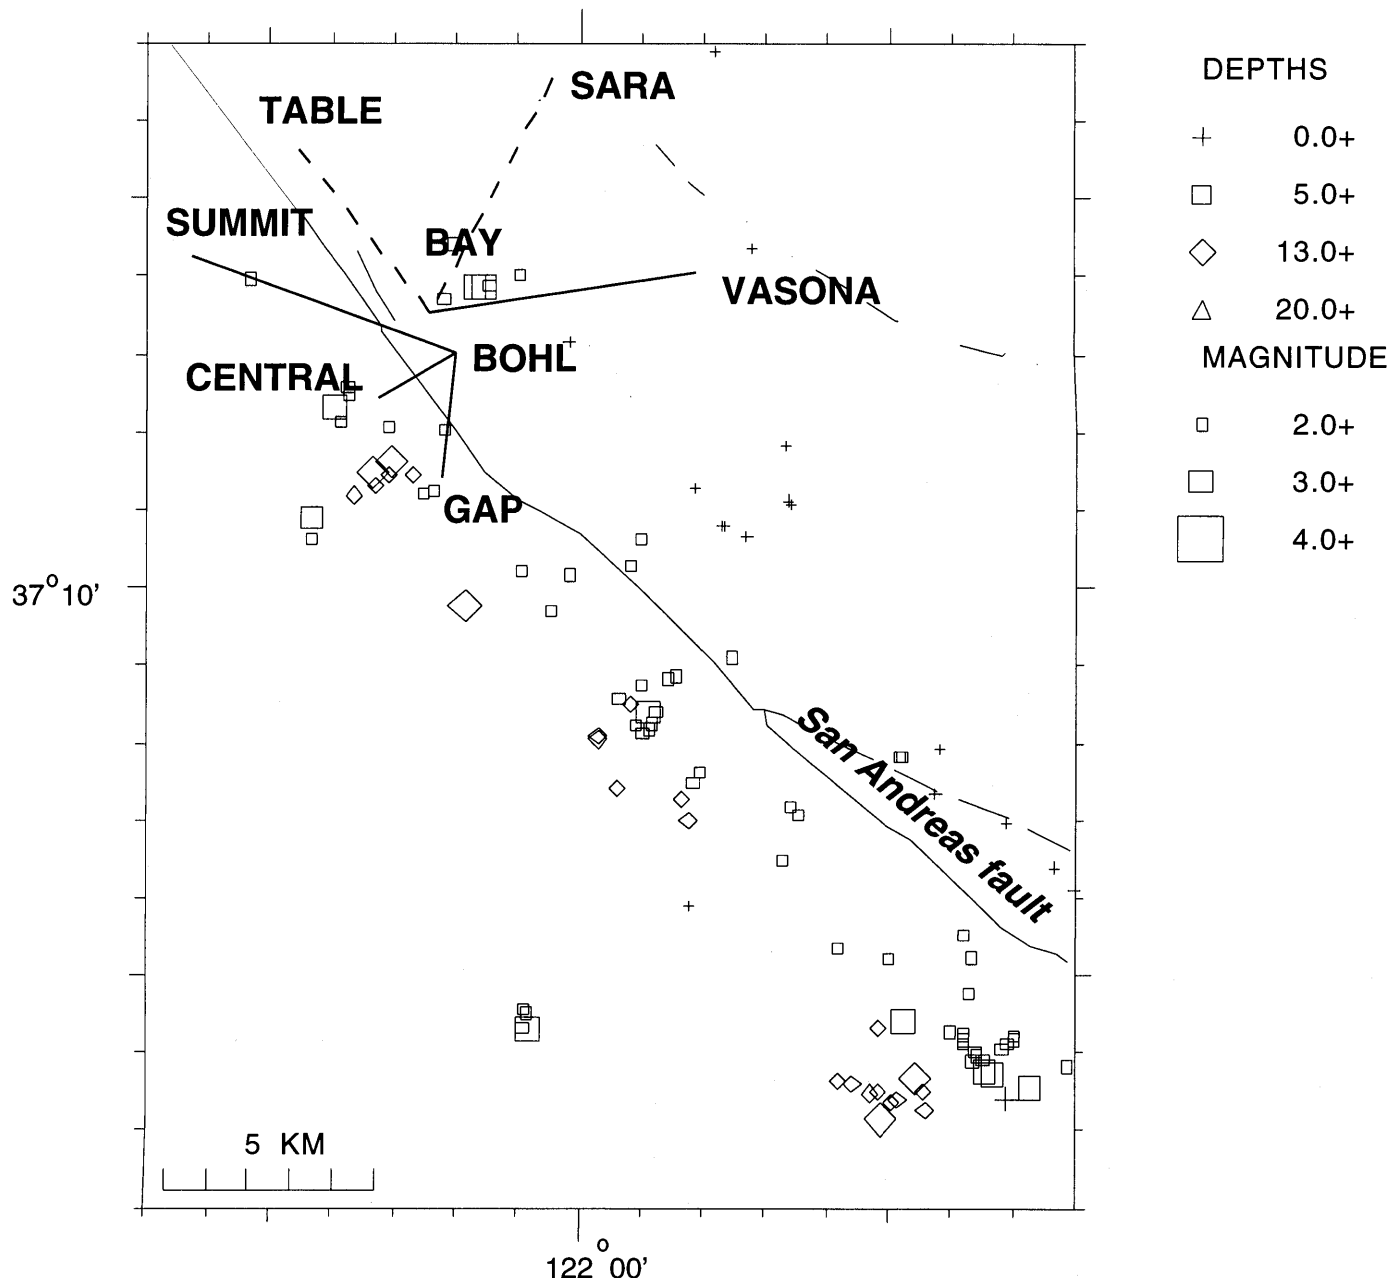 SARA
TABLE
SUMMIT
BAY
VASONA
BOHL
CENTRAL
GAP
37°10'
San Andreas fault
5 KM
122°00'
DEPTHS
0.0+
5.0+
13.0+
20.0+
MAGNITUDE
2.0+
3.0+
4.0+